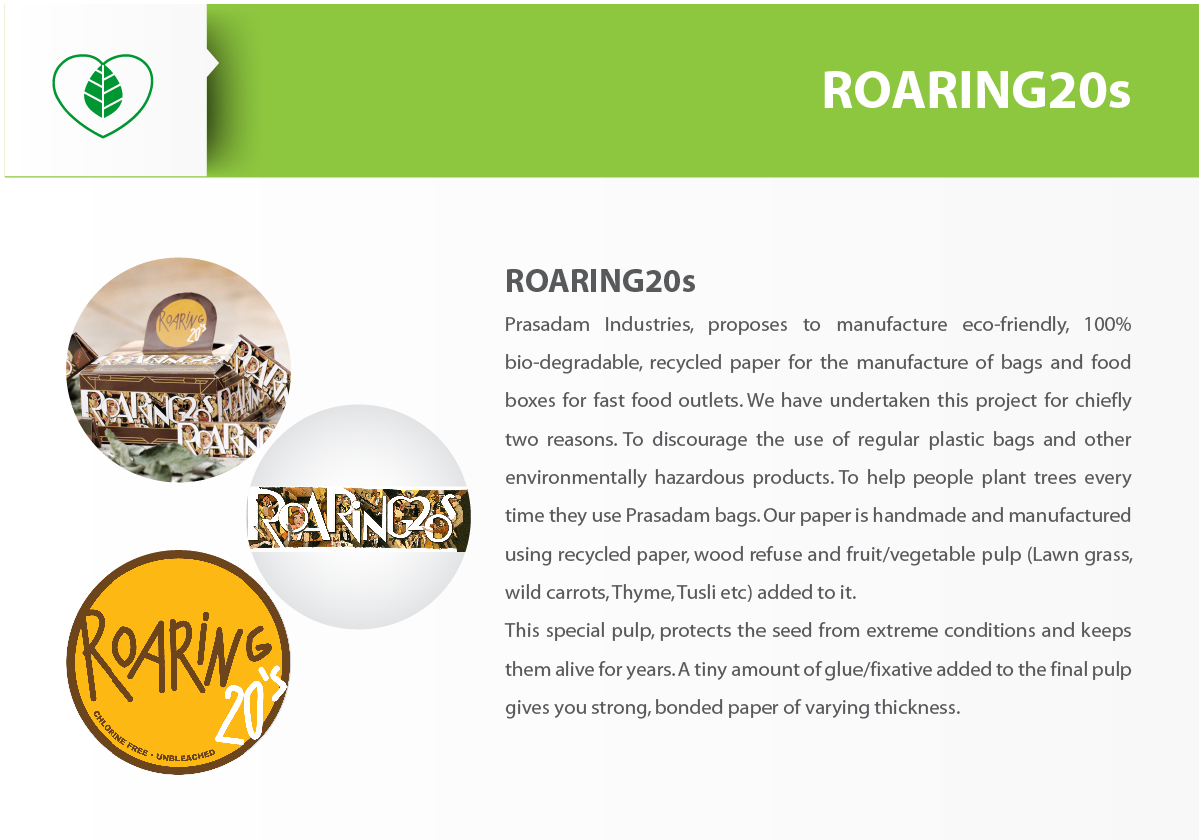 ROARING20s
ROARING
20's
ROARING20s
ROARING20s
ROARING20s
ROARING
20's
CHLORINE FREE - UNBLEACHED
ROARING20s
Prasadam Industries, proposes to manufacture eco-friendly, 100%
bio-degradable, recycled paper for the manufacture of bags and food
boxes for fast food outlets. We have undertaken this project for chiefly
two reasons. To discourage the use of regular plastic bags and other
environmentally hazardous products. To help people plant trees every
time they use Prasadam bags. Our paper is handmade and manufactured
using recycled paper, wood refuse and fruit/vegetable pulp (Lawn grass,
wild carrots, Thyme, Tusli etc) added to it.
This special pulp, protects the seed from extreme conditions and keeps
them alive for years. A tiny amount of glue/fixative added to the final pulp
gives you strong, bonded paper of varying thickness.